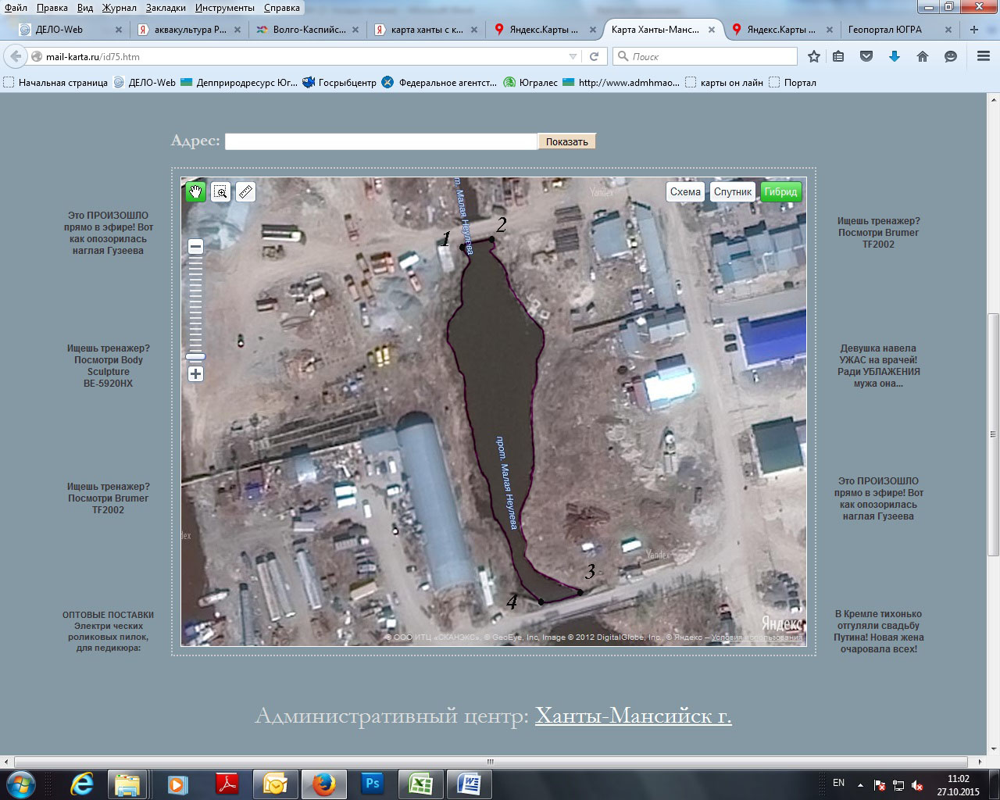 Файл Правка Вид Журнал Закладки Инструменты Справка
ДЕЛО-Web
аквакультура Р...
Волго-Каспийс...
карта ханты с к...
Яндекс.Карты ...
Карта Ханты-Манс...
Яндекс.Карты ...
Геопортал ЮГРА
mail-karta.ru/id75.htm
Поиск
Начальная страница
ДЕЛО-Web
Депприродресурс Юг...
Госрыбцентр
Федеральное агентст...
Югралес
http://www.admhmao...
карты он лайн
Портал
Адрес:
Показать
Это ПРОИЗОШЛО
прямо в эфире! Вот
как опозорилась
наглая Гузеева
Ищешь тренажер?
Посмотри Body
Sculpture
BE-5920HX
Ищешь тренажер?
Посмотри Brumer
TF2002
ОПТОВЫЕ ПОСТАВКИ
Электри ческих
роликовых пилок,
для педикюра:
Схема
Спутник
Гибрид
Yandex
т. Малая Неулева
1
2
прот. Малая Неулева
dex
Yandex
3
4
Яндекс
© ООО ИТЦ «СКАНЭКС», © GeoEye, Inc, Image © 2012 DigitalGlobe, Inc., © Яндекс – Условия использования
Ищешь тренажер?
Посмотри Brumer
TF2002
Девушка навела
УЖАС на врачей!
Ради УБЛАЖЕНИЯ
мужа она...
Это ПРОИЗОШЛО
прямо в эфире! Вот
как опозорилась
наглая Гузеева
В Кремле тихонько
отгуляли свадьбу
Путина! Новая жена
очаровала всех!
Административный центр: Ханты-Мансийск г.
Ps
EN
11:02
27.10.2015